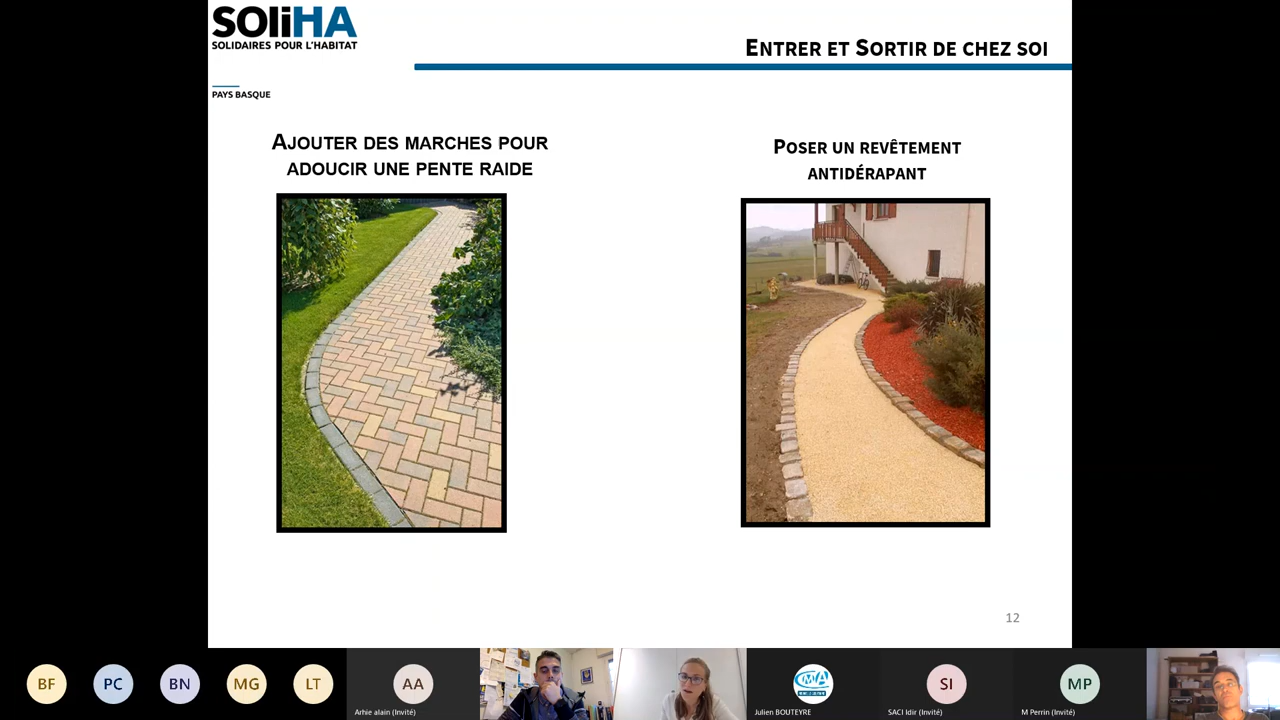 SOliHA
SOLIDAIRES POUR L'HABITAT
PAYS BASQUE
ENTRER ET SORTIR DE CHEZ SOI
AJOUTER DES MARCHES POUR
ADOUCIR UNE PENTE RAIDE
POSER UN REVÊTEMENT
ANTIDÉRAPANT
12
BF
PC
BN
MG
LT
AA
Arhie alain (Invité)
CMA
Julien BOUTEYRE
SI
SACI Idir (Invité)
MP
M Perrin (Invité)